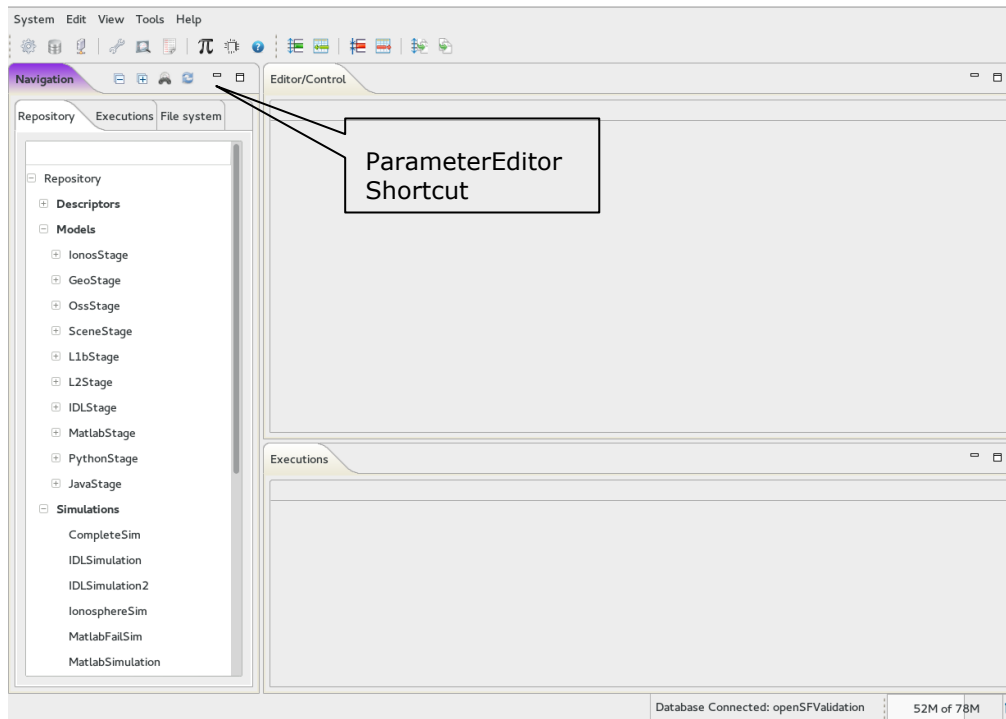 System Edit View Tools Help
π
Navigation
Editor/Control
Repository Executions File system
ParameterEditor
Shortcut
Repository
Descriptors
Models
IonosStage
GeoStage
OssStage
SceneStage
L1bStage
L2Stage
IDLStage
MatlabStage
PythonStage
JavaStage
Simulations
CompleteSim
IDLSimulation
IDLSimulation2
IonosphereSim
MatlabFailSim
MatlabSimulation
Executions
Database Connected: openSFValidation
52M of 78M